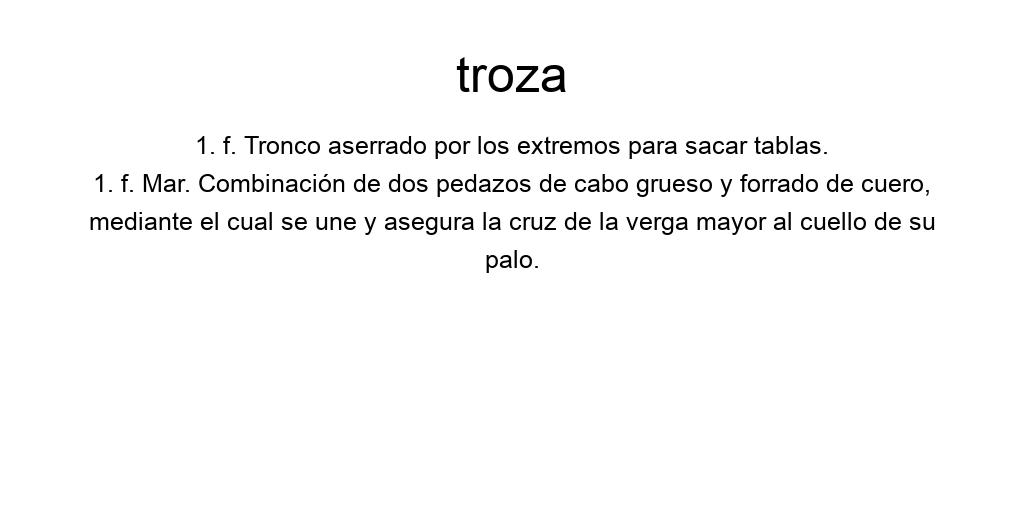 troza
1. f. Tronco aserrado por los extremos para sacar tablas.
1. f. Mar. Combinación de dos pedazos de cabo grueso y forrado de cuero,
mediante el cual se une y asegura la cruz de la verga mayor al cuello de su
palo.